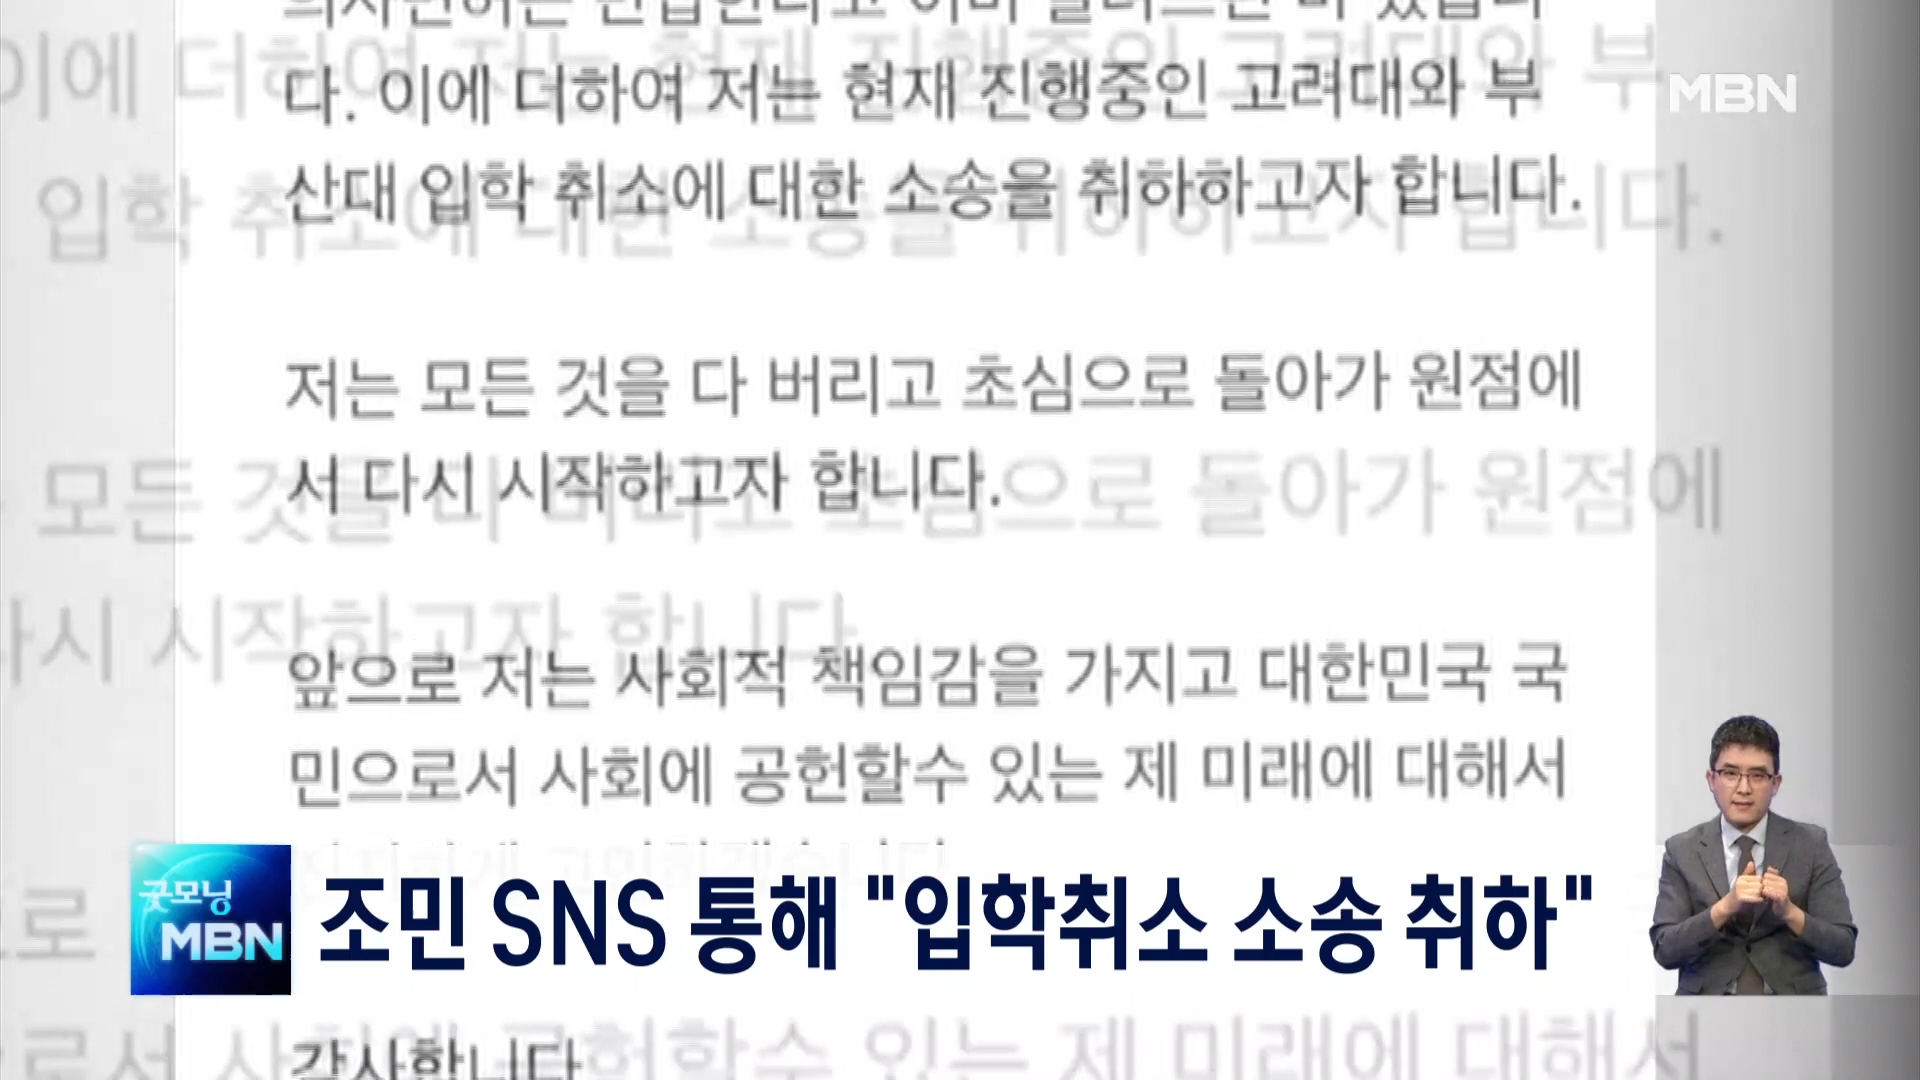 다. 이에 더하여 저는 현재 진행중인 고려대와 부
산대 입학 취소에 대한 소송을 취하하고자 합니다.
저는 모든 것을 다 버리고 초심으로 돌아가 원점에
서 다시 시작하고자 합니다.
앞으로 저는 사회적 책임감을 가지고 대한민국 국
민으로서 사회에 공헌할수 있는 제 미래에 대해서
감사합니다
MBN
굿모닝
MBN
조민 SNS 통해 "입학취소 소송 취하"